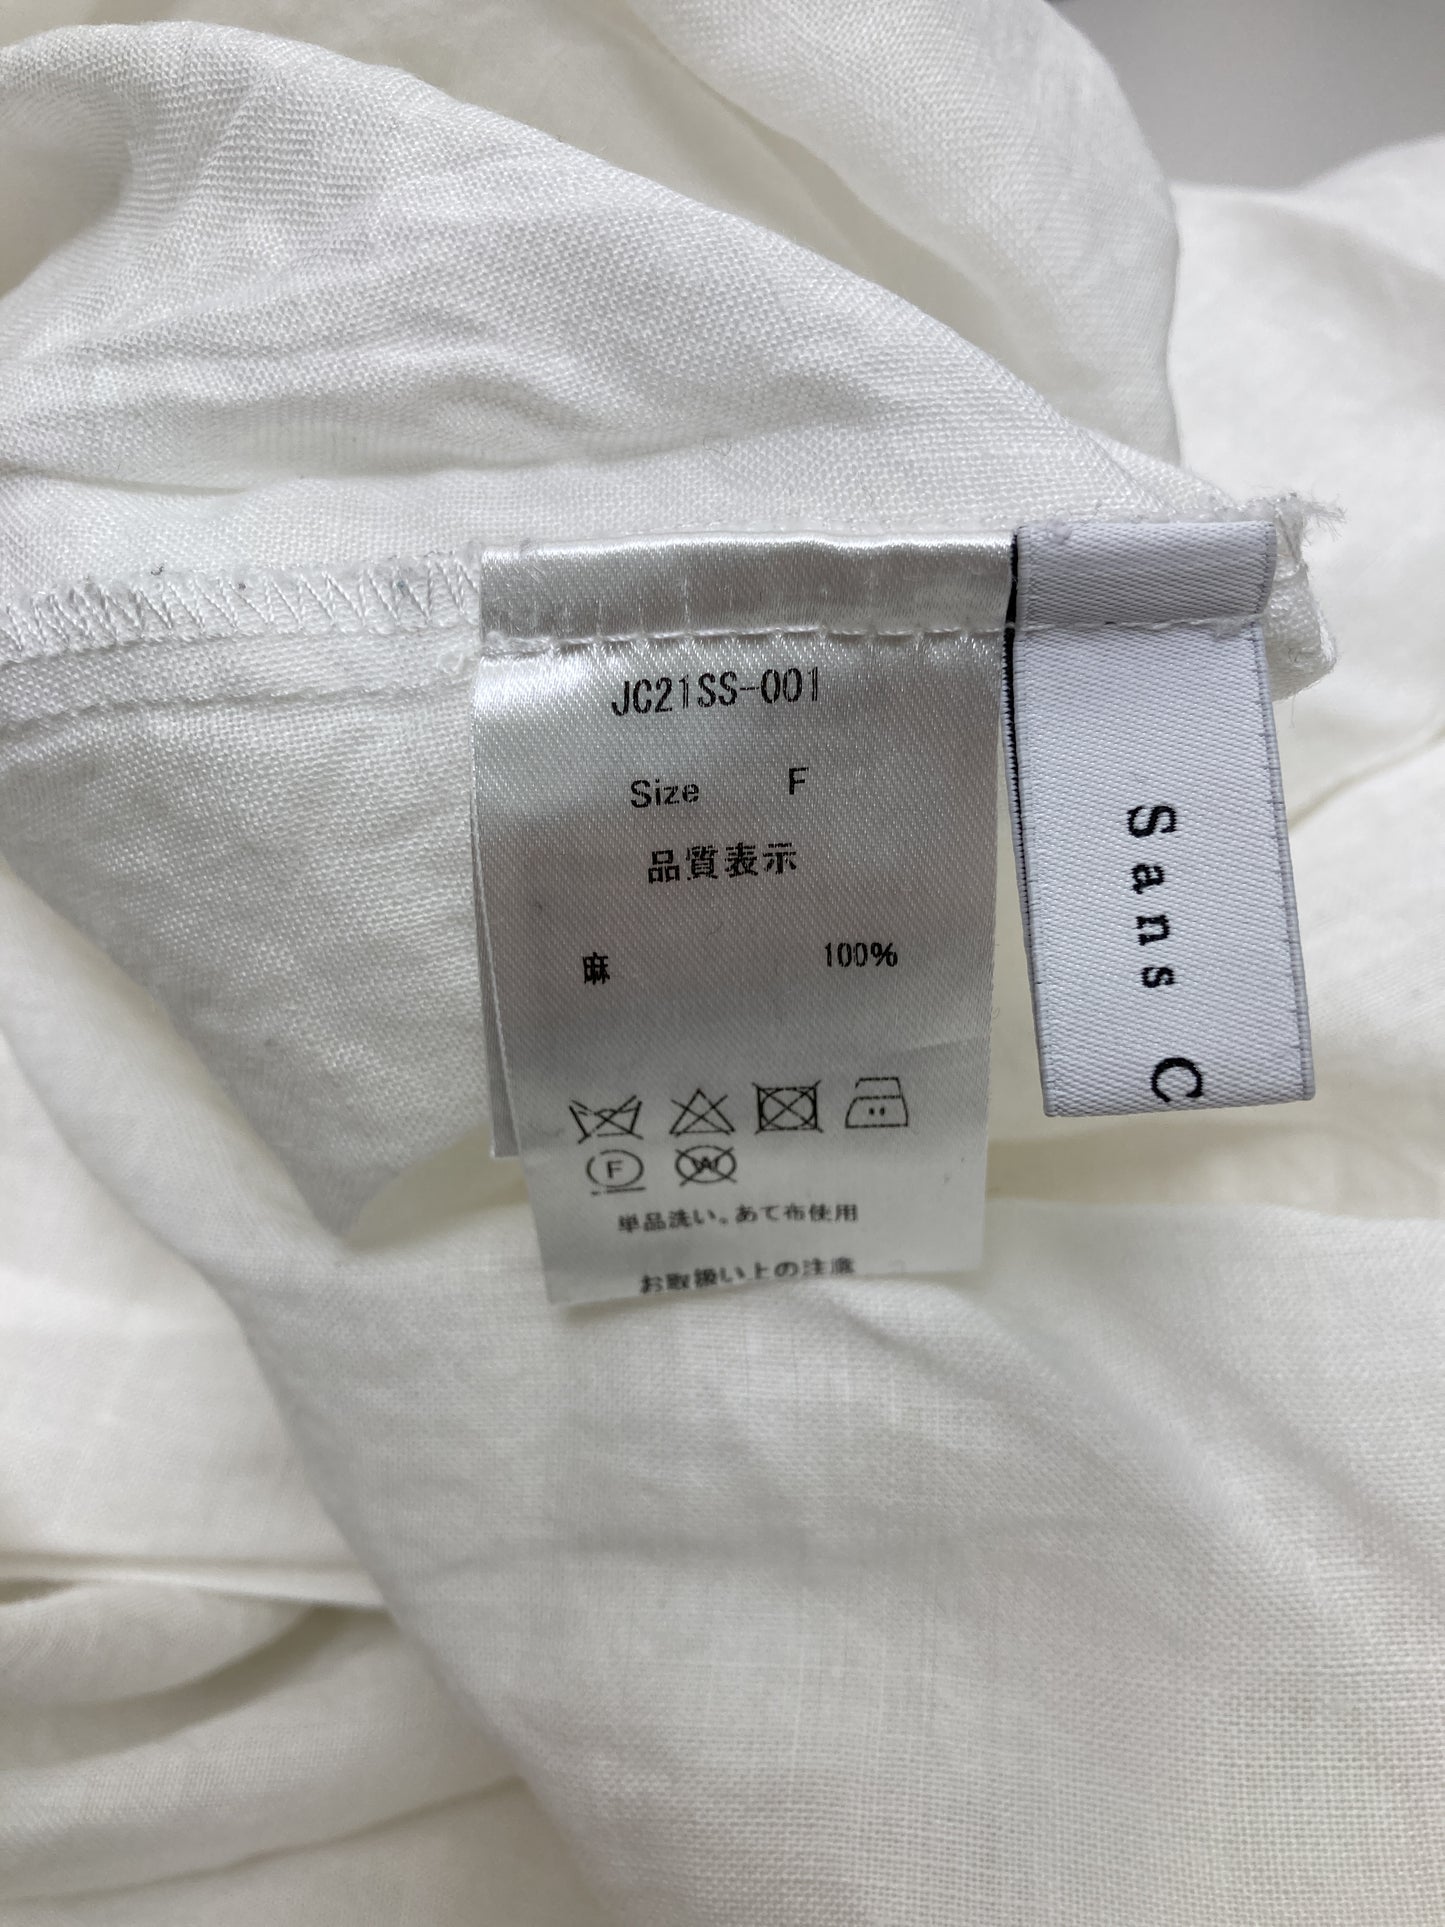 JC21SS-001
Size F
品質表示
麻 100%
F
W
単品洗い。あて布使用
お取扱い上の注意
Sans C